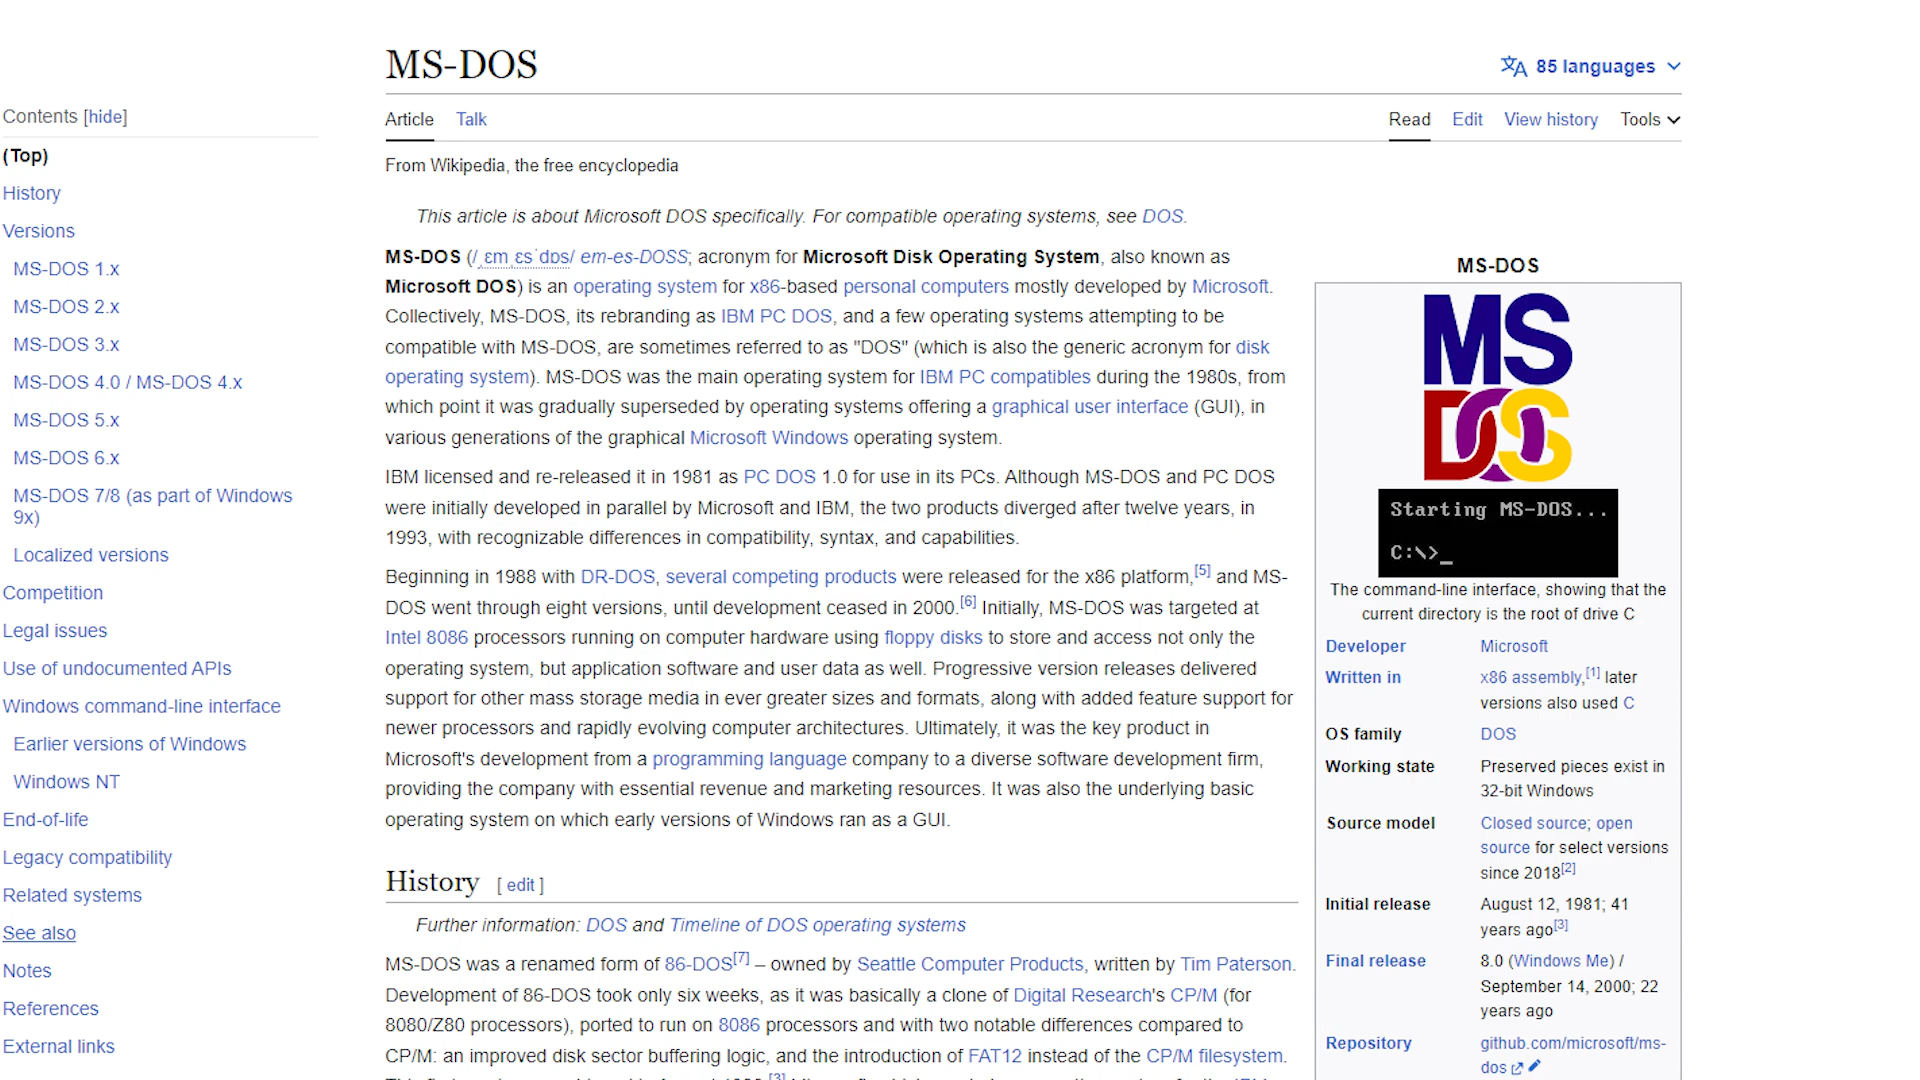 MS-DOS
85 languages
Contents [hide]
(Top)
History
Versions
MS-DOS 1.x
MS-DOS 2.x
MS-DOS 3.x
MS-DOS 4.0 / MS-DOS 4.x
MS-DOS 5.x
MS-DOS 6.x
MS-DOS 7/8 (as part of Windows
9x)
Localized versions
Competition
Legal issues
Use of undocumented APIs
Windows command-line interface
Earlier versions of Windows
Windows NT
End-of-life
Legacy compatibility
Related systems
See also
Notes
References
External links
Article Talk
Read Edit View history Tools
From Wikipedia, the free encyclopedia
This article is about Microsoft DOS specifically. For compatible operating systems, see DOS.
MS-DOS (/ˌɛmˌɛsˈdɒs/ em-es-DOSS; acronym for Microsoft Disk Operating System, also known as
Microsoft DOS) is an operating system for x86-based personal computers mostly developed by Microsoft.
Collectively, MS-DOS, its rebranding as IBM PC DOS, and a few operating systems attempting to be
compatible with MS-DOS, are sometimes referred to as "DOS" (which is also the generic acronym for disk
operating system). MS-DOS was the main operating system for IBM PC compatibles during the 1980s, from
which point it was gradually superseded by operating systems offering a graphical user interface (GUI), in
various generations of the graphical Microsoft Windows operating system.
IBM licensed and re-released it in 1981 as PC DOS 1.0 for use in its PCs. Although MS-DOS and PC DOS
were initially developed in parallel by Microsoft and IBM, the two products diverged after twelve years, in
1993, with recognizable differences in compatibility, syntax, and capabilities.
Beginning in 1988 with DR-DOS, several competing products were released for the x86 platform,[5] and MS-
DOS went through eight versions, until development ceased in 2000.[6] Initially, MS-DOS was targeted at
Intel 8086 processors running on computer hardware using floppy disks to store and access not only the
operating system, but application software and user data as well. Progressive version releases delivered
support for other mass storage media in ever greater sizes and formats, along with added feature support for
newer processors and rapidly evolving computer architectures. Ultimately, it was the key product in
Microsoft's development from a programming language company to a diverse software development firm,
providing the company with essential revenue and marketing resources. It was also the underlying basic
operating system on which early versions of Windows ran as a GUI.
History [ edit ]
Further information: DOS and Timeline of DOS operating systems
MS-DOS was a renamed form of 86-DOS[7] – owned by Seattle Computer Products, written by Tim Paterson.
Development of 86-DOS took only six weeks, as it was basically a clone of Digital Research's CP/M (for
8080/Z80 processors), ported to run on 8086 processors and with two notable differences compared to
CP/M: an improved disk sector buffering logic, and the introduction of FAT12 instead of the CP/M filesystem.
MS-DOS
MS
DOS
Starting MS-DOS...
C:\>_
The command-line interface, showing that the
current directory is the root of drive C
Developer Microsoft
Written in x86 assembly,[1] later
versions also used C
OS family DOS
Working state Preserved pieces exist in
32-bit Windows
Source model Closed source; open
source for select versions
since 2018[2]
Initial release August 12, 1981; 41
years ago[3]
Final release 8.0 (Windows Me) /
September 14, 2000; 22
years ago
Repository github.com/microsoft/ms-
dos